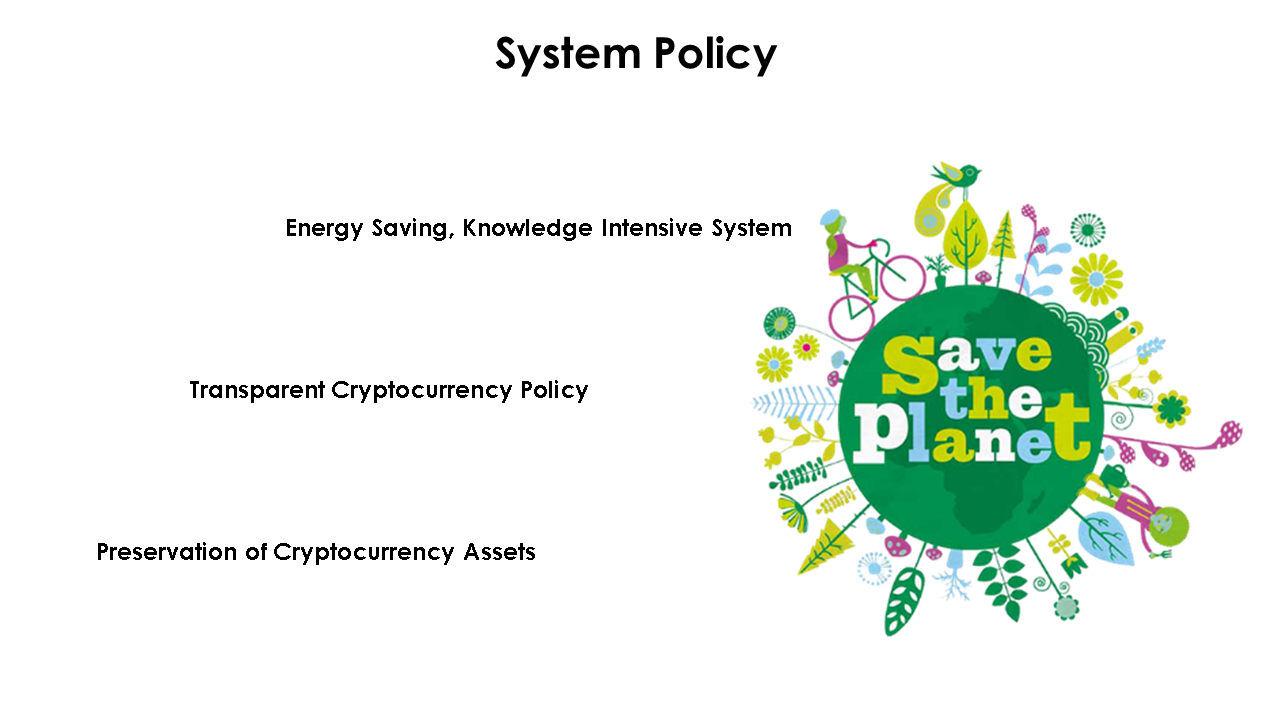 System Policy
Energy Saving, Knowledge Intensive System
Transparent Cryptocurrency Policy
Preservation of Cryptocurrency Assets
save
the
planet